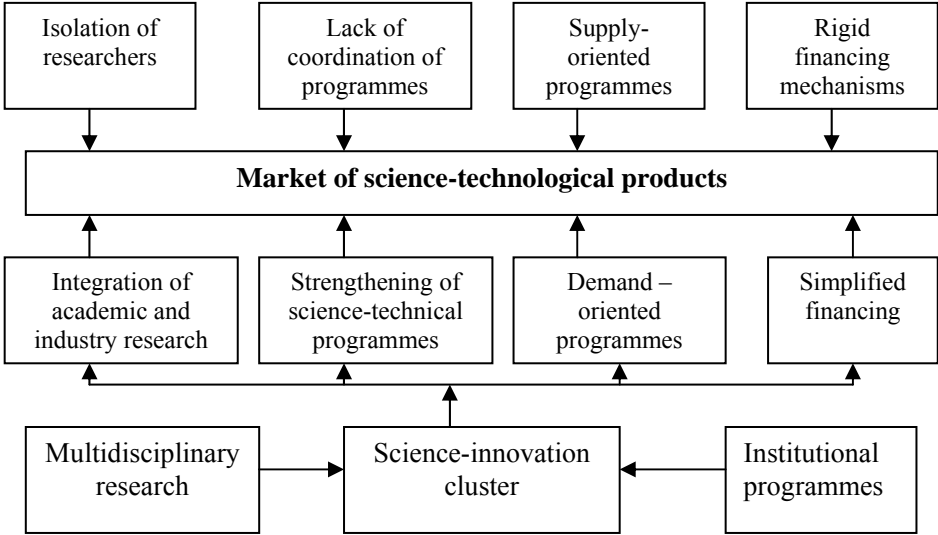 Isolation of
researchers
Lack of
coordination of
programmes
Supply-
oriented
programmes
Rigid
financing
mechanisms
Market of science-technological products
Integration of
academic and
industry research
Strengthening of
science-technical
programmes
Demand –
oriented
programmes
Simplified
financing
Multidisciplinary
research
Science-innovation
cluster
Institutional
programmes